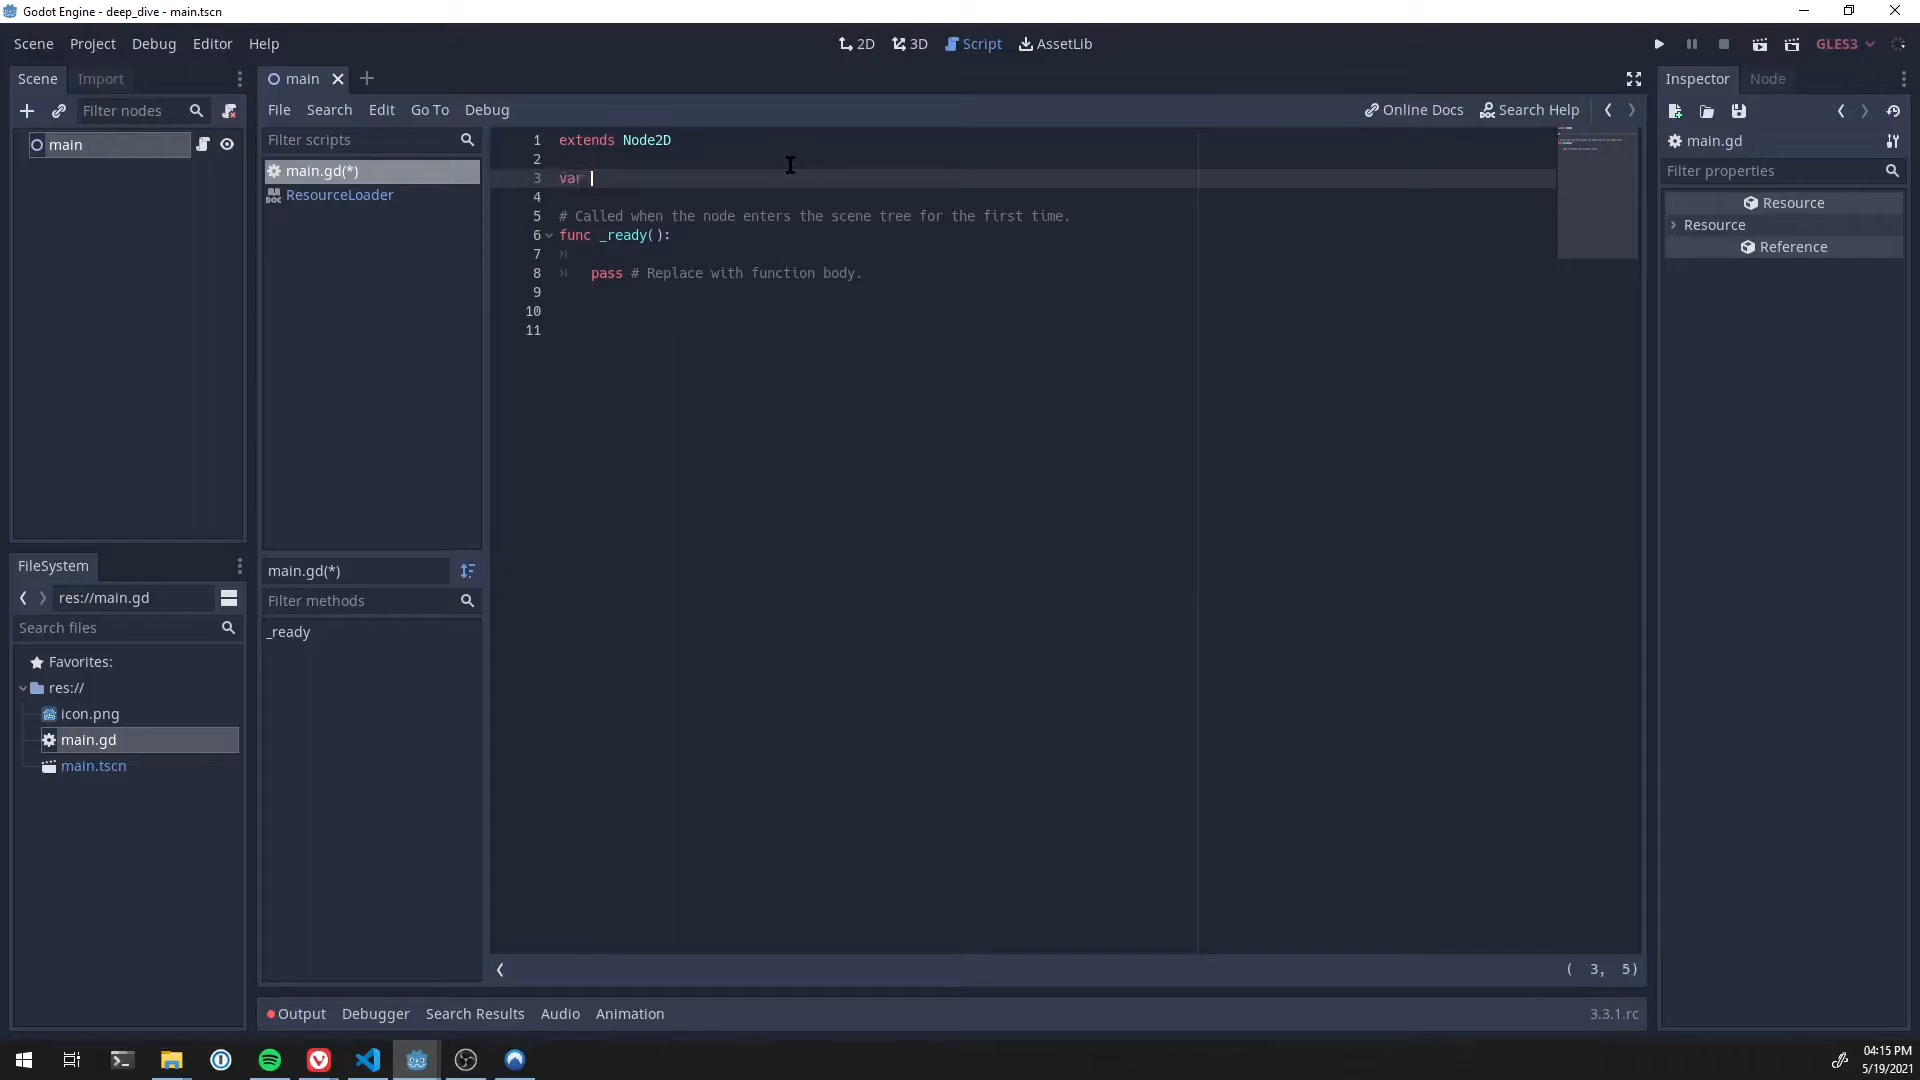 Godot Engine - deep_dive - main.tscn
Scene Project Debug Editor Help
2D 3D Script AssetLib
GLES3
Scene Import
main
Inspector Node
Filter nodes
File Search Edit Go To Debug
Online Docs Search Help
main
Filter scripts
main.gd(*)
ResourceLoader
main.gd(*)
Filter methods
_ready
1 extends Node2D
2
3 var
4
5 # Called when the node enters the scene tree for the first time.
6 func _ready():
7
8 pass # Replace with function body.
9
10
11
( 3, 5)
main.gd
Filter properties
Resource
Resource
Reference
FileSystem
res://main.gd
Search files
Favorites:
res://
icon.png
main.gd
main.tscn
Output Debugger Search Results Audio Animation
3.3.1.rc
04:15 PM
5/19/2021